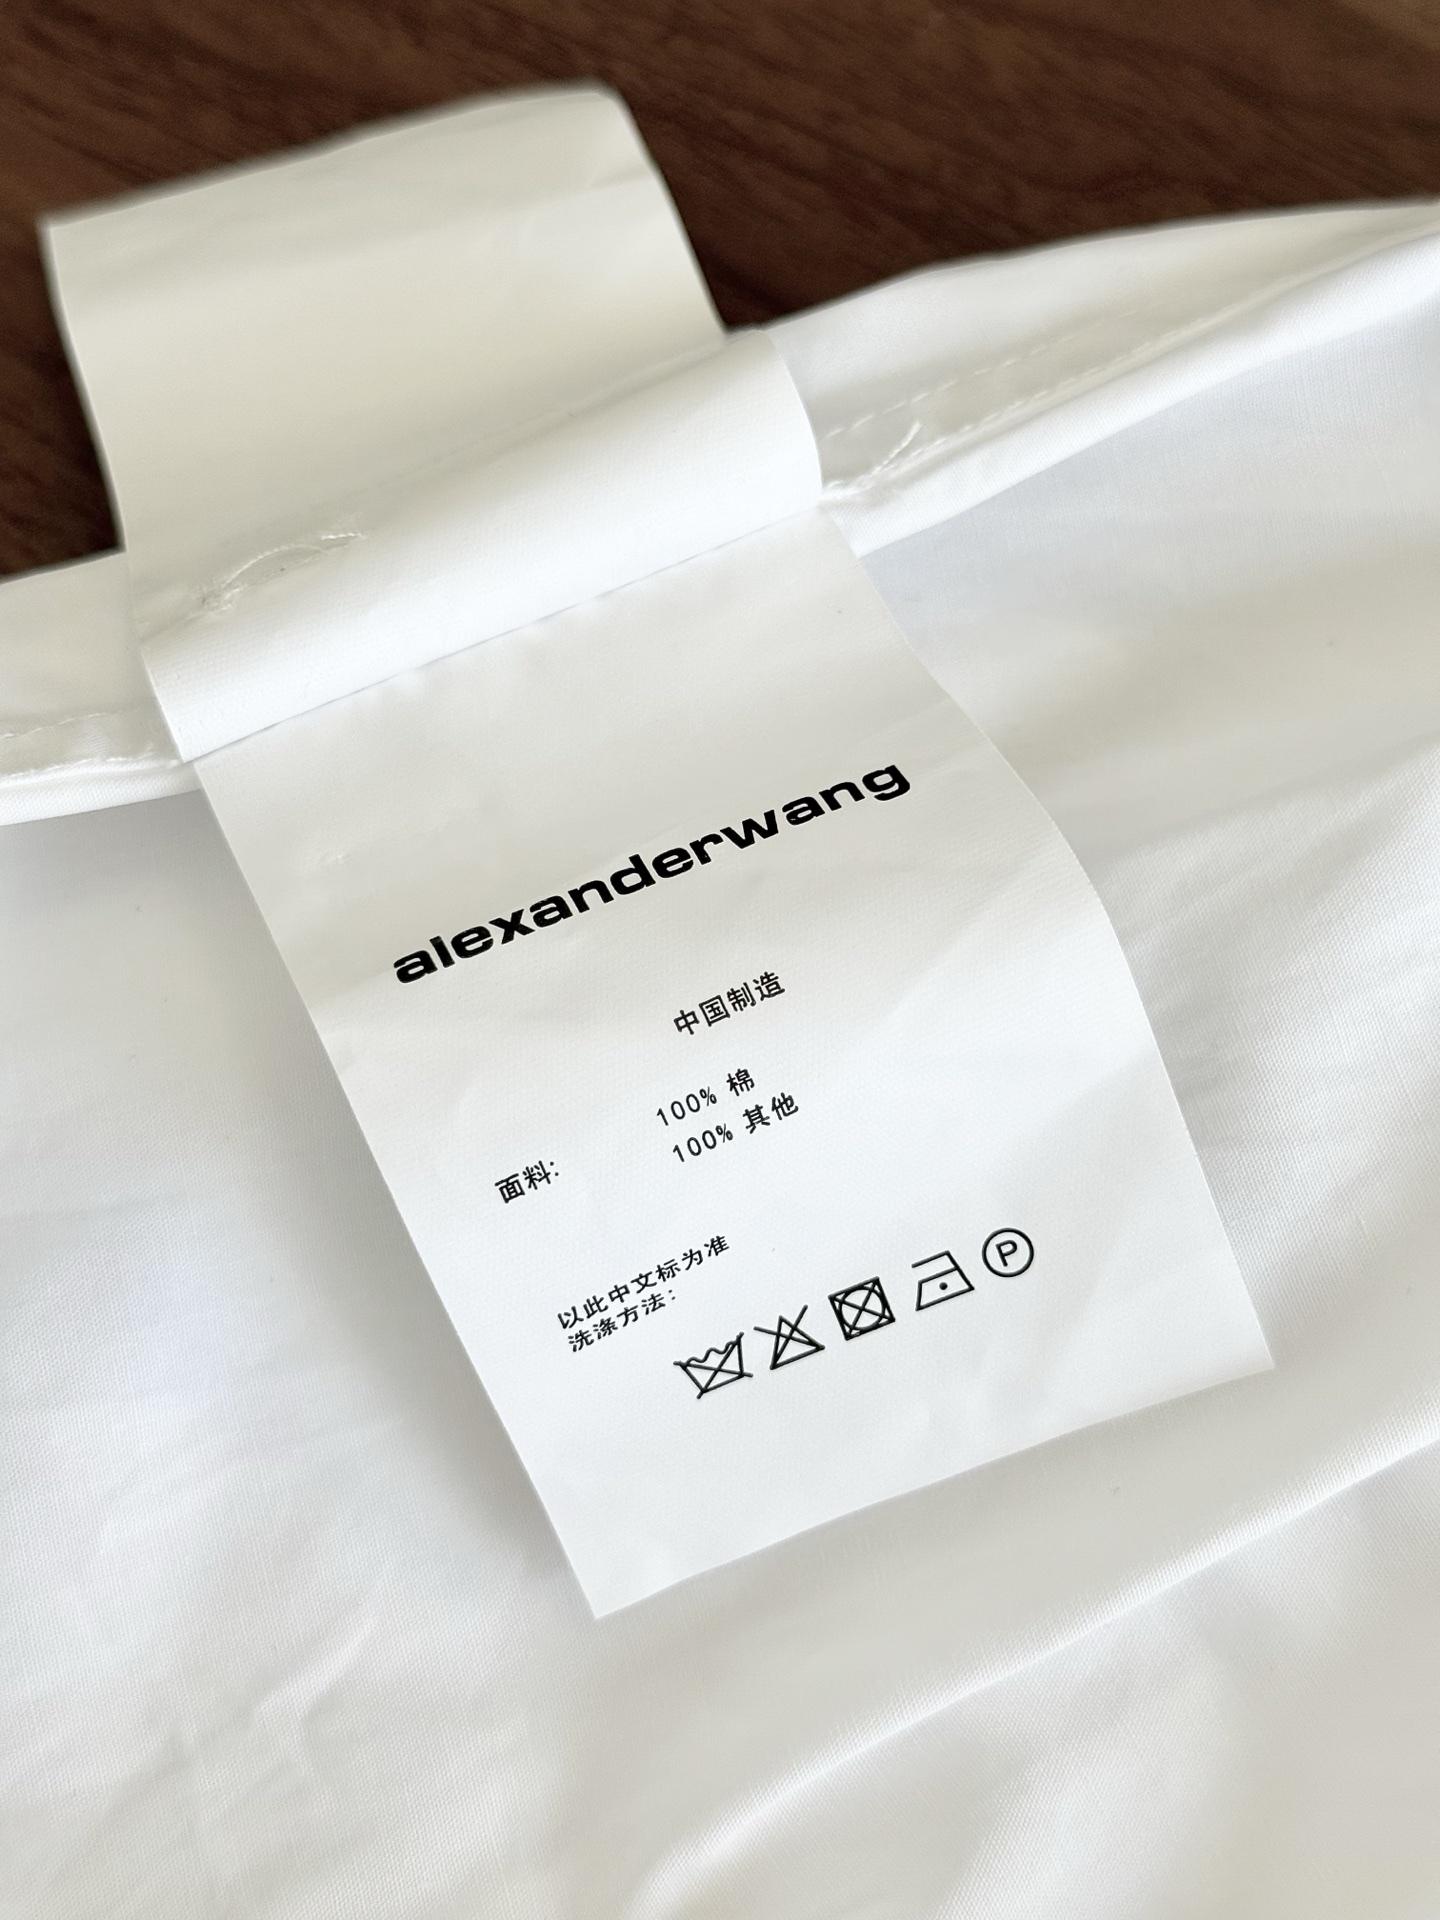 alexanderwang
中国制造
100% 棉
100% 其他
面料:
以此中文标为准
洗涤方法:
P